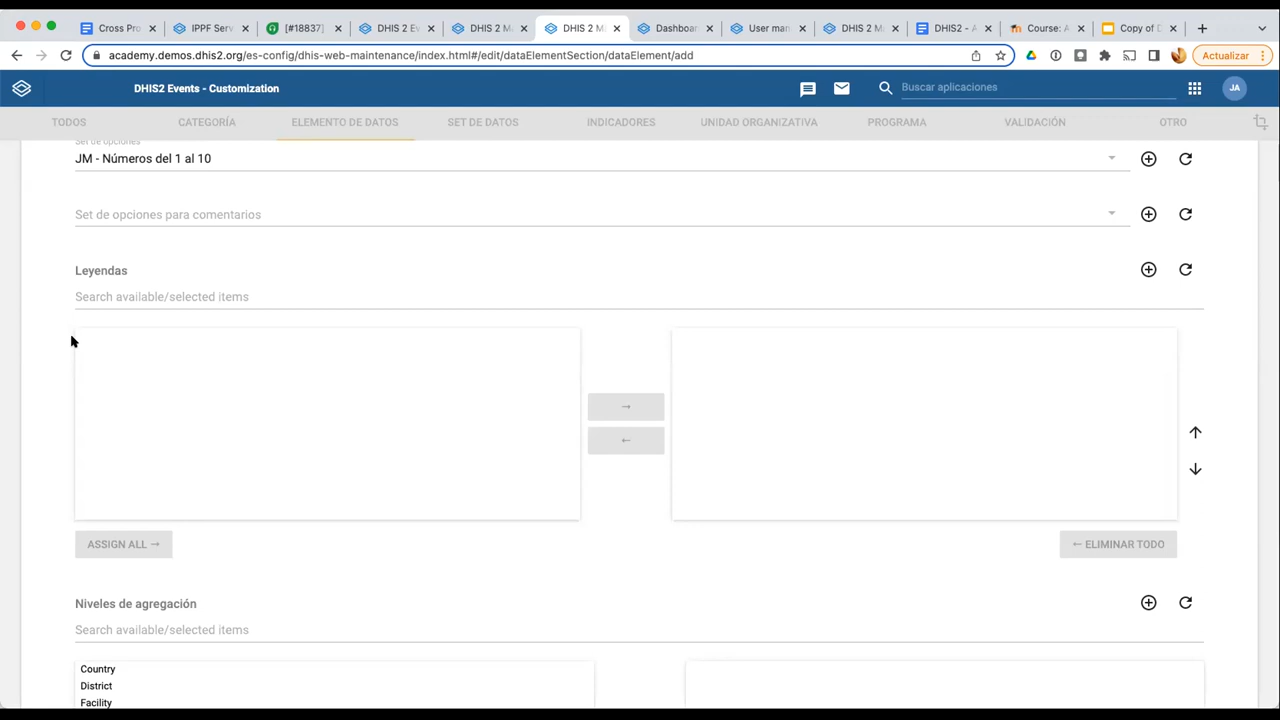 Cross Pro
IPPF Serv
[#18837]
DHIS 2 Ev
DHIS 2 M
DHIS 2 M
Dashboar
User man
DHIS 2 M
DHIS2 - A
Course: A
Copy of D
academy.demos.dhis2.org/es-config/dhis-web-maintenance/index.html#/edit/dataElementSection/dataElement/add
Actualizar
DHIS2 Events - Customization
Buscar aplicaciones
JA
TODOS
CATEGORÍA
ELEMENTO DE DATOS
SET DE DATOS
INDICADORES
UNIDAD ORGANIZATIVA
PROGRAMA
VALIDACIÓN
OTRO
Set de opciones
JM - Números del 1 al 10
Set de opciones para comentarios
Leyendas
Search available/selected items
→
←
ASSIGN ALL →
← ELIMINAR TODO
Niveles de agregación
Search available/selected items
Country
District
Facility